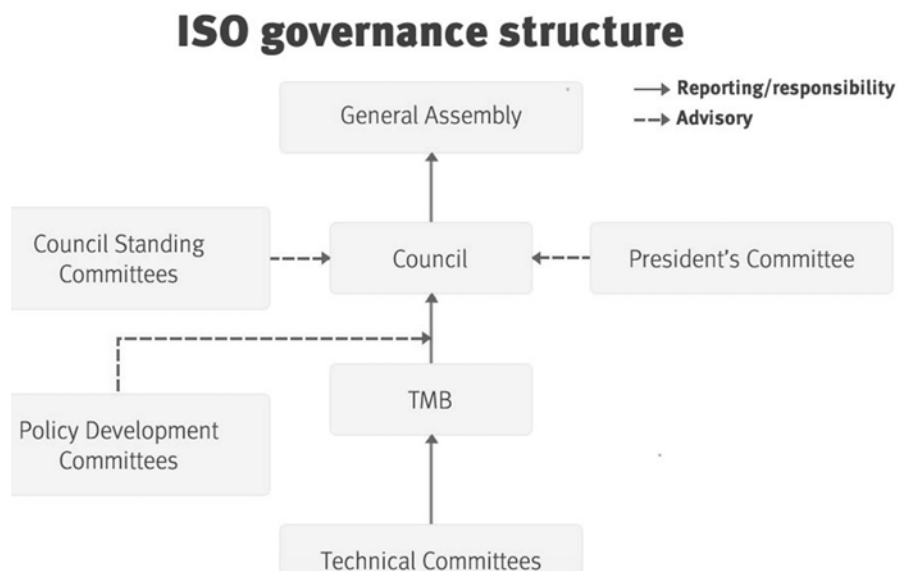 ISO governance structure
Reporting/responsibility
Advisory
General Assembly
Council Standing
Committees
Council
President's Committee
Policy Development
Committees
TMB
Technical Committees